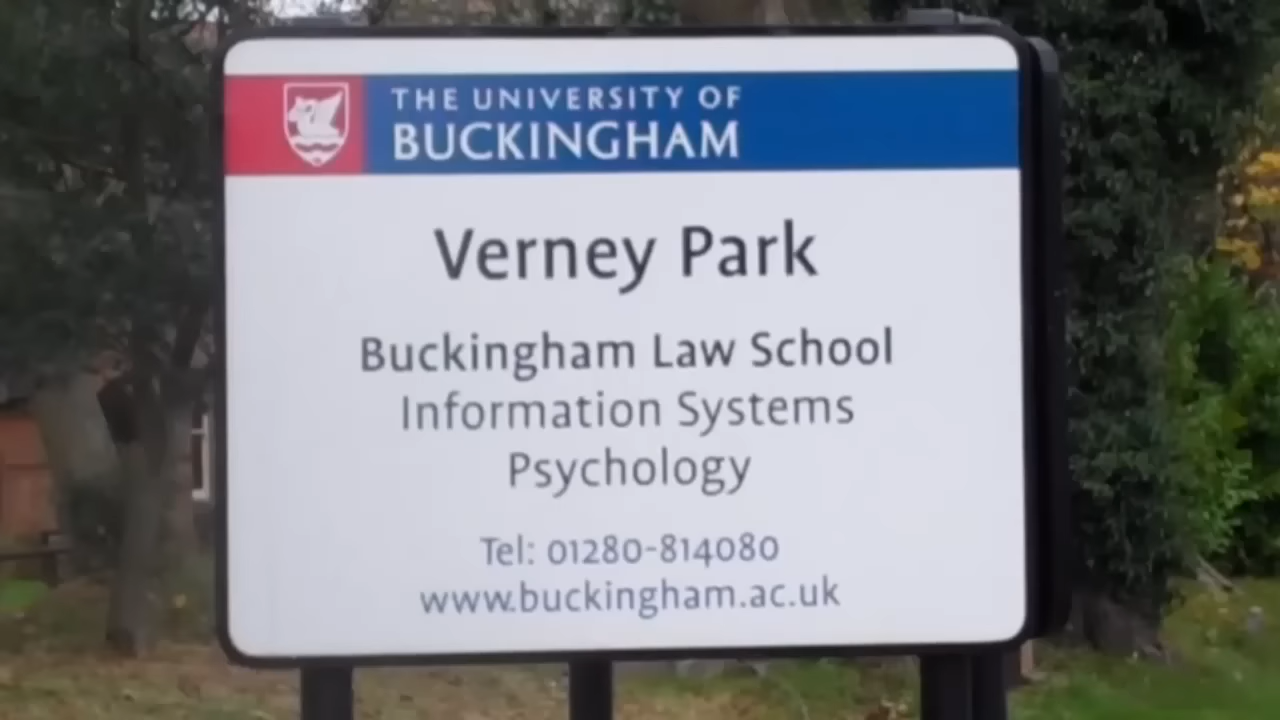 THE UNIVERSITY OF
BUCKINGHAM
Verney Park
Buckingham Law School
Information Systems
Psychology
Tel: 01280-814080
www.buckingham.ac.uk